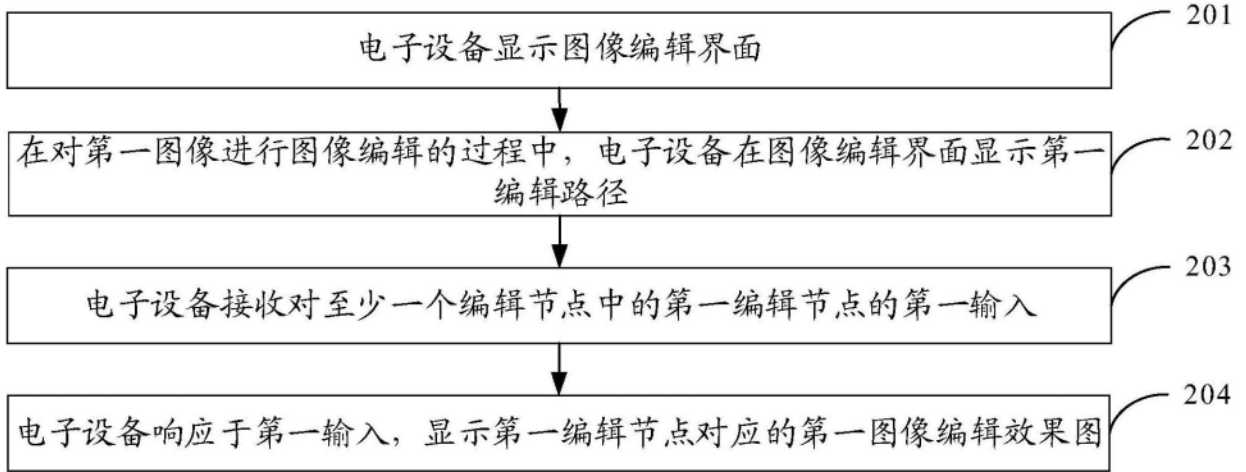 201
电子设备显示图像编辑界面
202
在对第一图像进行图像编辑的过程中，电子设备在图像编辑界面显示第一
编辑路径
203
电子设备接收对至少一个编辑节点中的第一编辑节点的第一输入
204
电子设备响应于第一输入，显示第一编辑节点对应的第一图像编辑效果图